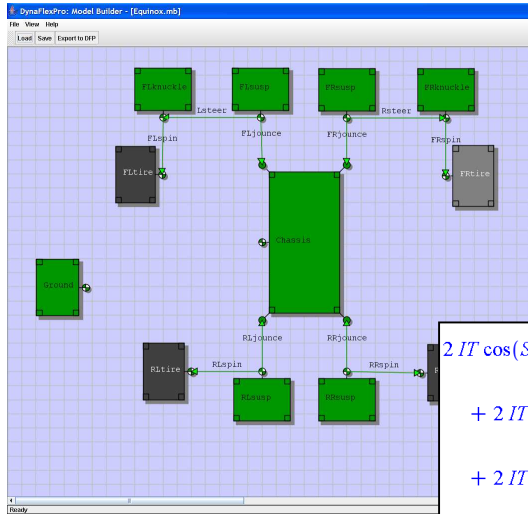 DynaFlexPro: Model Builder - [Equinox.mb]
File View Help
Load Save Export to DFP
FLknuckle FLsusp FRsusp FRknuckle
Lsteer Rsteer
FLspin FLjounce FRjounce FRspin
FLtire FRtire
Chassis
Ground
RLjounce RRjounce
RLtire RLspin RRspin
RLsusp RRsusp
2 IT cos(S
+ 2 IT
+ 2 IT
Ready